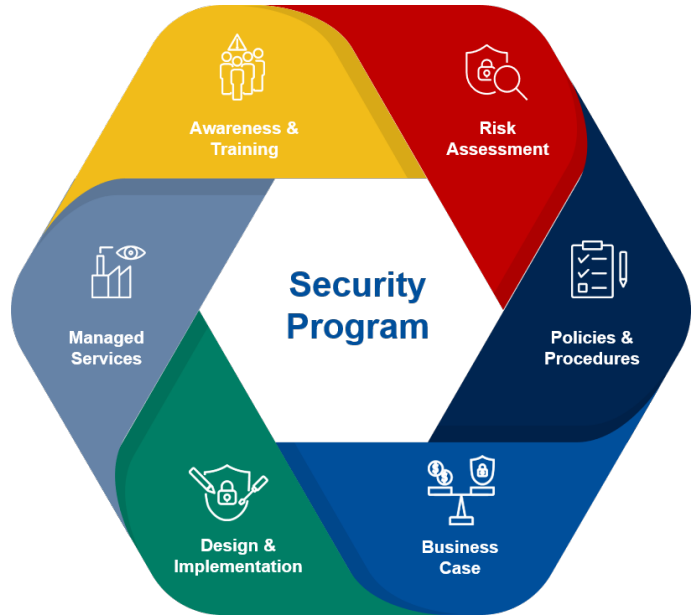 Security
Program
Awareness &
Training
Risk
Assessment
Policies &
Procedures
Business
Case
Design &
Implementation
Managed
Services